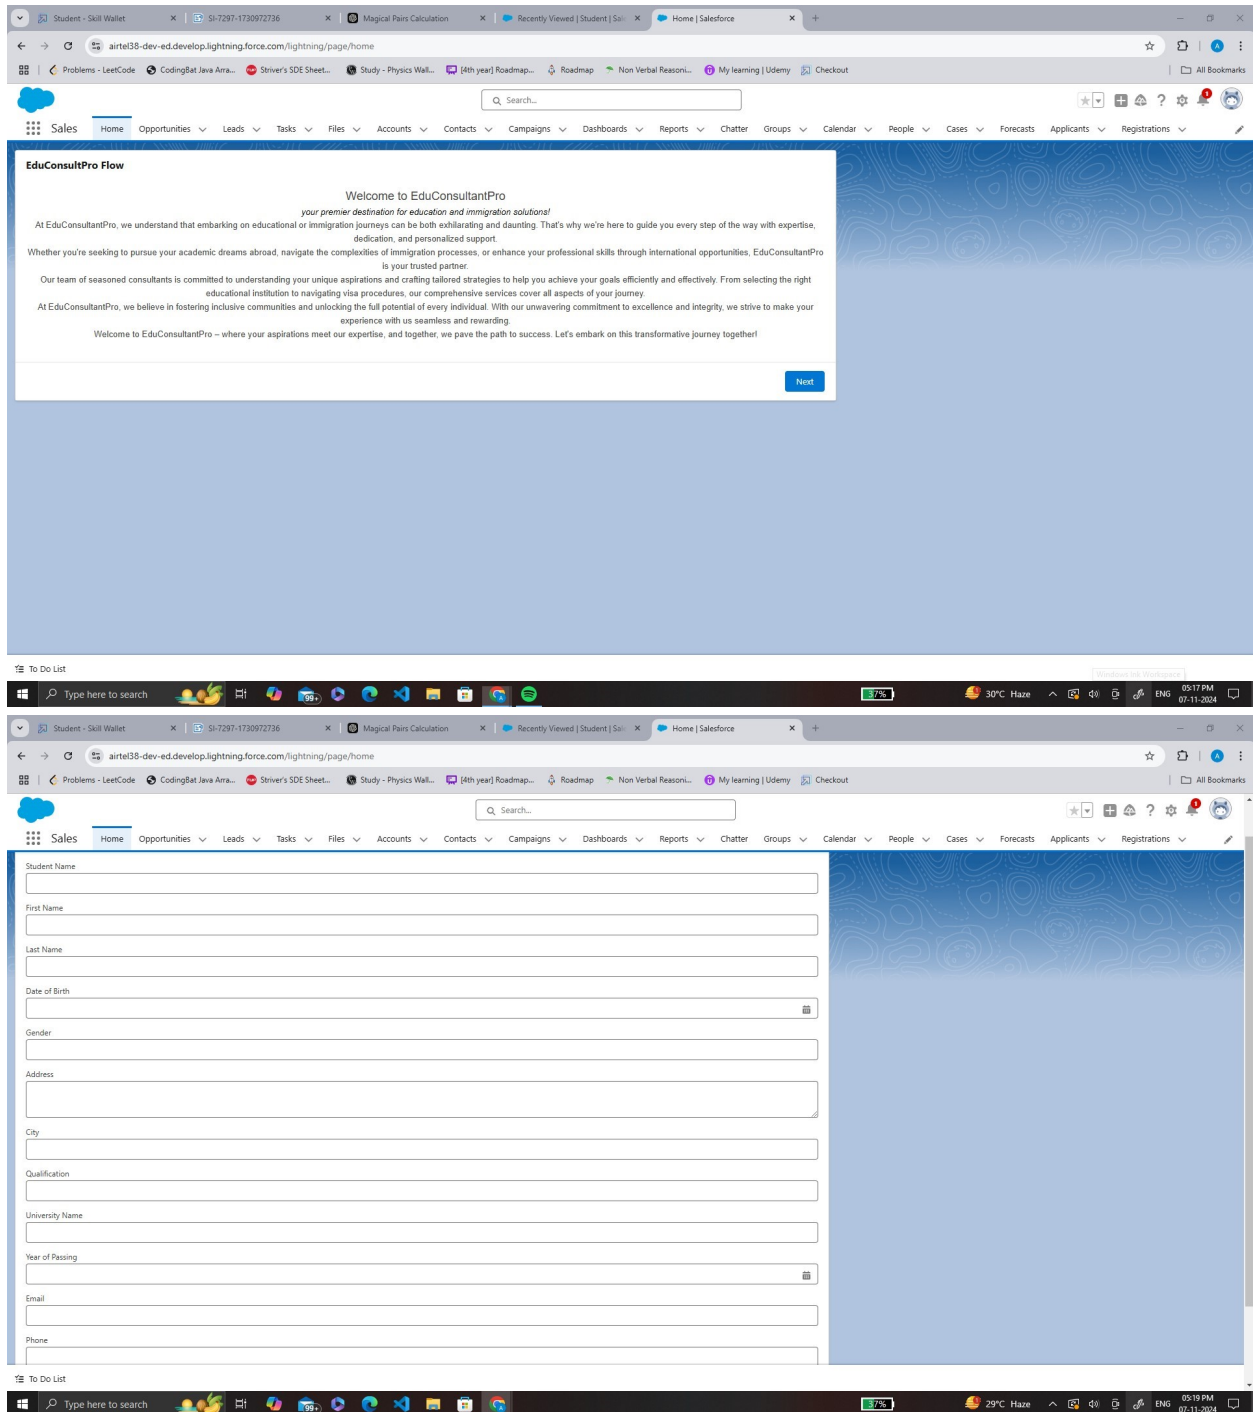 Student - Skill Wallet
SI-7297-1730972736
Magical Pairs Calculation
Recently Viewed | Student | Sale
Home | Salesforce
airtel38-dev-ed.develop.lightning.force.com/lightning/page/home
Problems - LeetCode
CodingBat Java Arra...
Striver's SDE Sheet...
Study - Physics Wall...
[4th year] Roadmap...
Roadmap
Non Verbal Reasoni...
My learning | Udemy
Checkout
All Bookmarks
Search...
Sales
Home
Opportunities
Leads
Tasks
Files
Accounts
Contacts
Campaigns
Dashboards
Reports
Chatter
Groups
Calendar
People
Cases
Forecasts
Applicants
Registrations
EduConsultPro Flow
Welcome to EduConsultantPro
your premier destination for education and immigration solutions!
At EduConsultantPro, we understand that embarking on educational or immigration journeys can be both exhilarating and daunting. That's why we're here to guide you every step of the way with expertise,
dedication, and personalized support.
Whether you're seeking to pursue your academic dreams abroad, navigate the complexities of immigration processes, or enhance your professional skills through international opportunities, EduConsultantPro
is your trusted partner.
Our team of seasoned consultants is committed to understanding your unique aspirations and crafting tailored strategies to help you achieve your goals efficiently and effectively. From selecting the right
educational institution to navigating visa procedures, our comprehensive services cover all aspects of your journey.
At EduConsultantPro, we believe in fostering inclusive communities and unlocking the full potential of every individual. With our unwavering commitment to excellence and integrity, we strive to make your
experience with us seamless and rewarding.
Welcome to EduConsultantPro – where your aspirations meet our expertise, and together, we pave the path to success. Let's embark on this transformative journey together!
Next
To Do List
Windows Ink Workspace
Type here to search
99+
37%
30°C Haze
ENG
05:17 PM
07-11-2024
Student - Skill Wallet
SI-7297-1730972736
Magical Pairs Calculation
Recently Viewed | Student | Sale
Home | Salesforce
airtel38-dev-ed.develop.lightning.force.com/lightning/page/home
Problems - LeetCode
CodingBat Java Arra...
Striver's SDE Sheet...
Study - Physics Wall...
[4th year] Roadmap...
Roadmap
Non Verbal Reasoni...
My learning | Udemy
Checkout
All Bookmarks
Search...
Sales
Home
Opportunities
Leads
Tasks
Files
Accounts
Contacts
Campaigns
Dashboards
Reports
Chatter
Groups
Calendar
People
Cases
Forecasts
Applicants
Registrations
Student Name
First Name
Last Name
Date of Birth
Gender
Address
City
Qualification
University Name
Year of Passing
Email
Phone
To Do List
Type here to search
99+
37%
29°C Haze
ENG
05:19 PM
07-11-2024